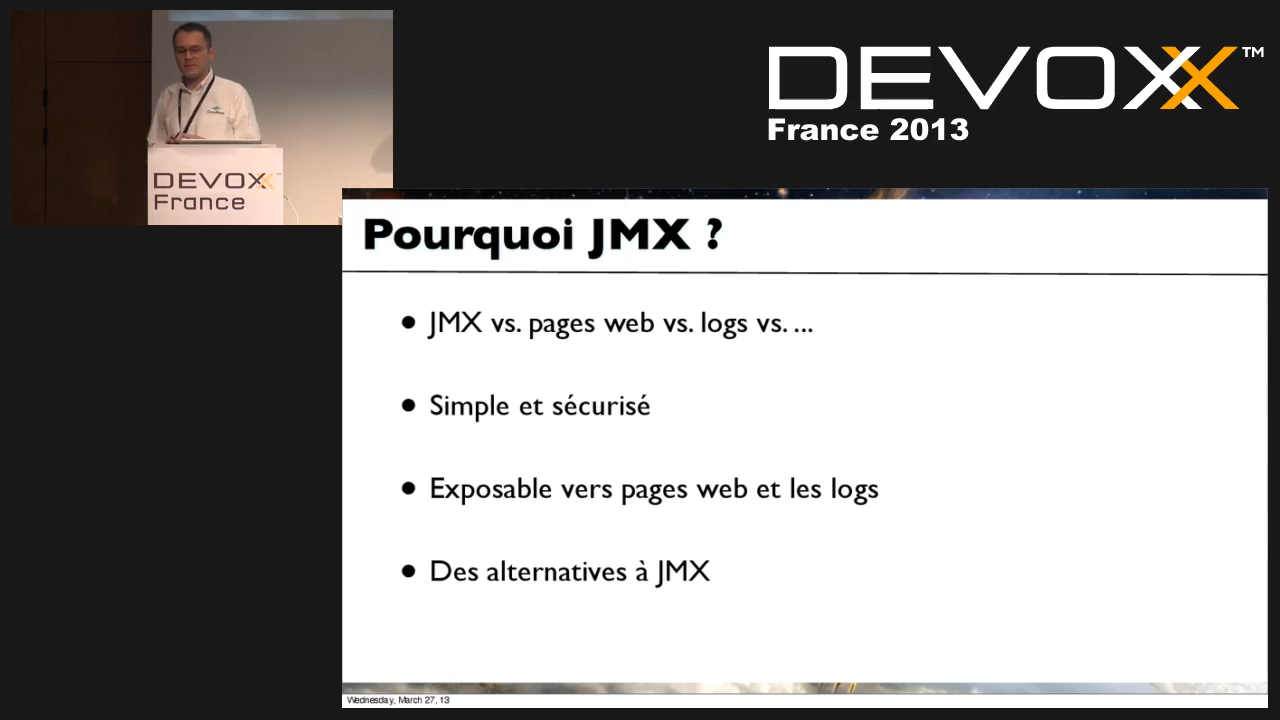 DEVOXX™
France 2013
DEVOXX
France
Pourquoi JMX ?
• JMX vs. pages web vs. logs vs. ...
• Simple et sécurisé
• Exposable vers pages web et les logs
• Des alternatives à JMX
Wednesday, March 27, 13